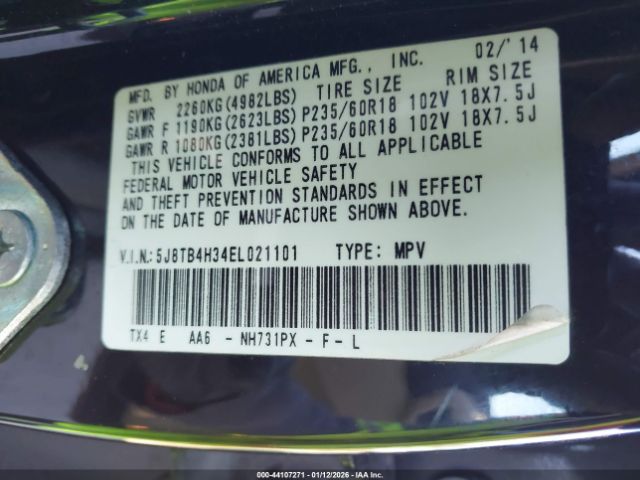 MFD. BY HONDA OF AMERICA MFG., INC. 02/'14
GVWR 2260KG(4982LBS) TIRE SIZE RIM SIZE
GAWR F 1190KG(2623LBS) P235/60R18 102V 18X7.5J
GAWR R 1080KG(2381LBS) P235/60R18 102V 18X7.5J
THIS VEHICLE CONFORMS TO ALL APPLICABLE
FEDERAL MOTOR VEHICLE SAFETY
AND THEFT PREVENTION STANDARDS IN EFFECT
ON THE DATE OF MANUFACTURE SHOWN ABOVE.
V.I.N: 5J8TB4H34EL021101 TYPE: MPV
TX4 E AA6 - NH731PX - F - L
000-44107271 - 01/12/2026 - IAA Inc.